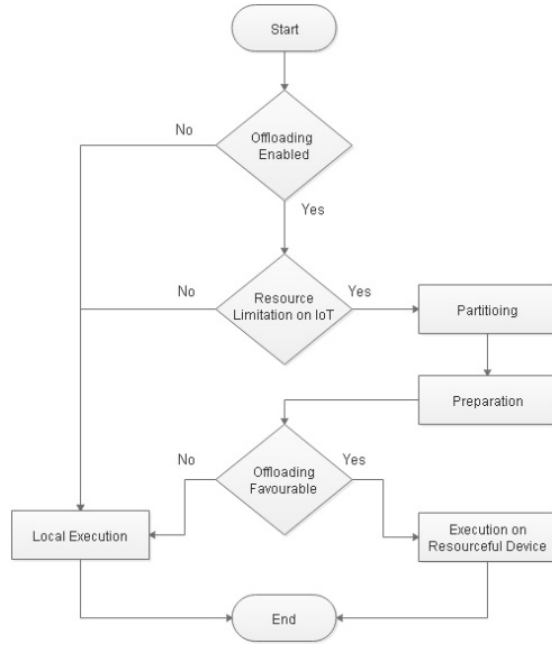 Start
No
Offloading
Enabled
Yes
No
Resource
Limitation on IoT
Yes
Partitioing
Preparation
No
Offloading
Favourable
Yes
Local Execution
Execution on
Resourceful Device
End